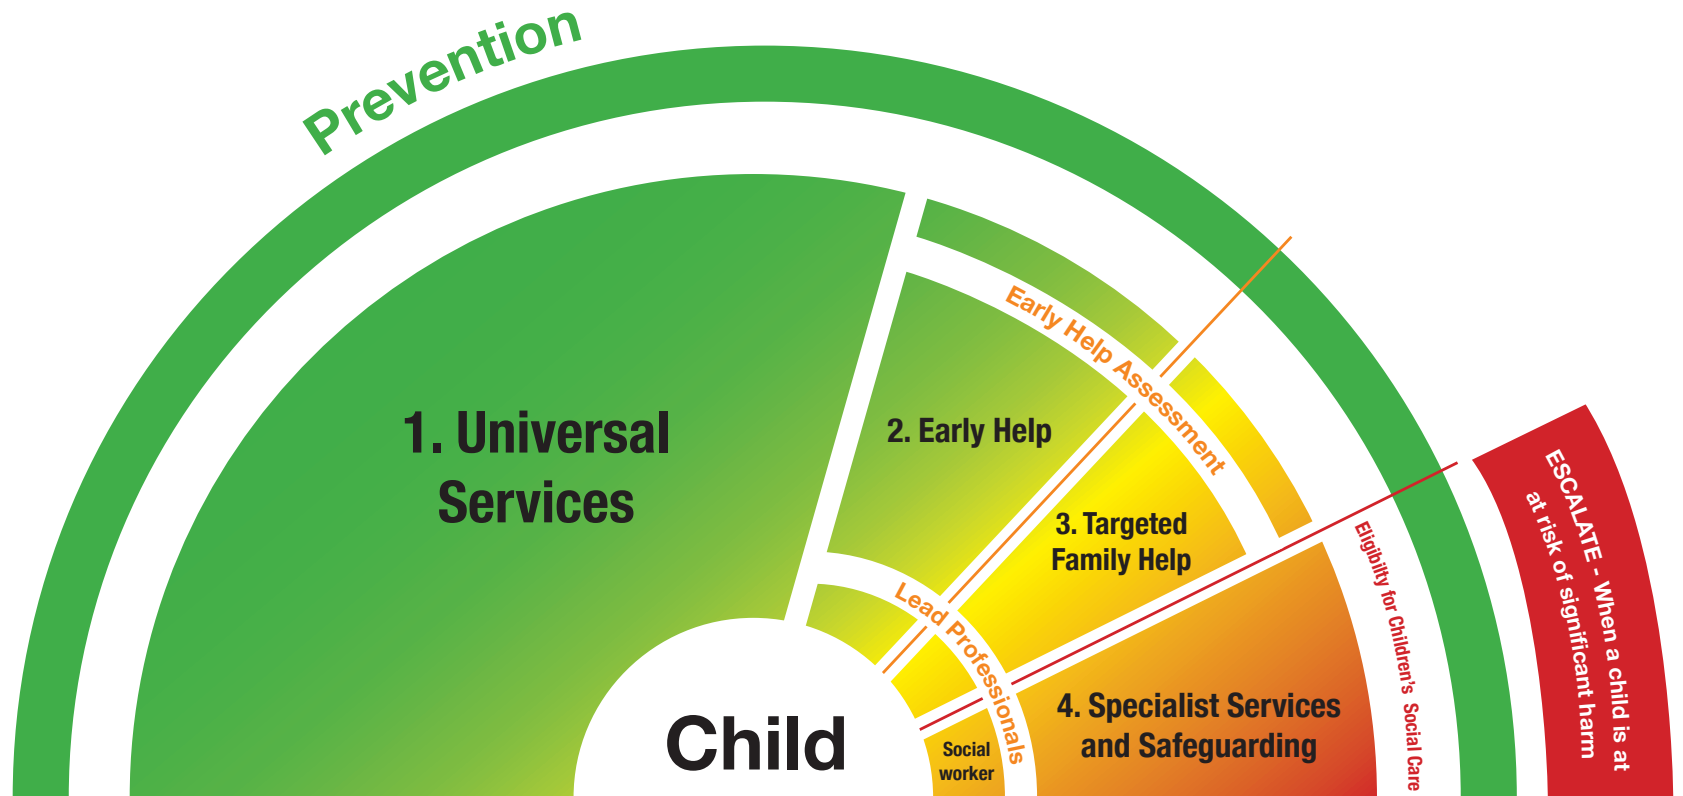 Prevention
1. Universal
Services
Early Help Assessment
2. Early Help
3. Targeted
Family Help
Lead Professionals
4. Specialist Services
and Safeguarding
Social
worker
Child
Eligibilty for Children's Social Care
ESCALATE - When a child is at
at risk of significant harm